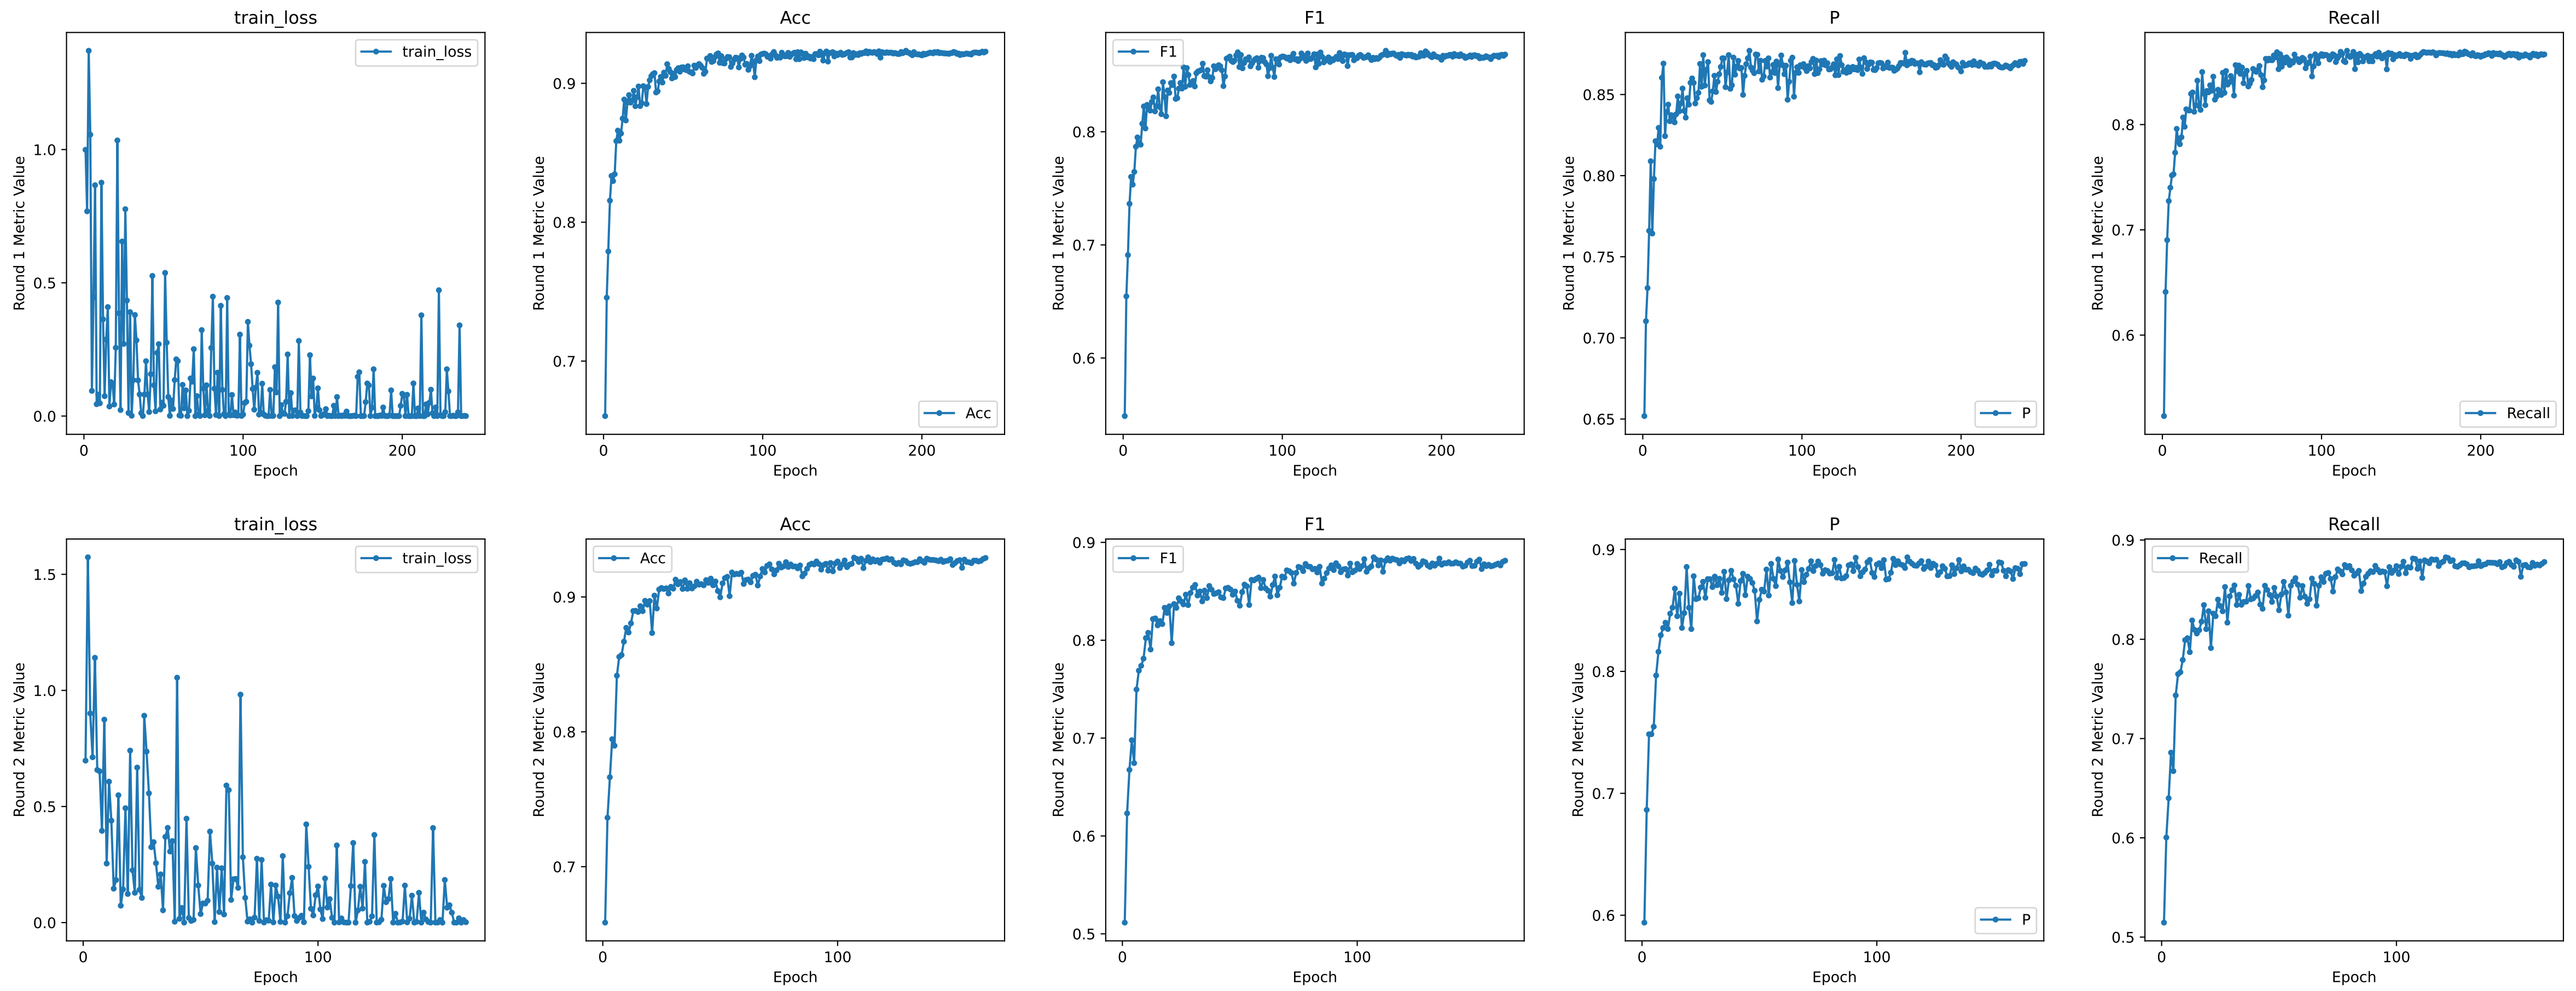 train_loss
Round 1 Metric Value
1.0
0.5
0.0
train_loss
0
100
200
Epoch
Acc
Round 1 Metric Value
0.9
0.8
0.7
Acc
0
100
200
Epoch
F1
Round 1 Metric Value
0.8
0.7
0.6
F1
0
100
200
Epoch
P
Round 1 Metric Value
0.85
0.80
0.75
0.70
0.65
P
0
100
200
Epoch
Recall
Round 1 Metric Value
0.8
0.7
0.6
Recall
0
100
200
Epoch
train_loss
Round 2 Metric Value
1.5
1.0
0.5
0.0
train_loss
0
100
Epoch
Acc
Round 2 Metric Value
0.9
0.8
0.7
Acc
0
100
Epoch
F1
Round 2 Metric Value
0.9
0.8
0.7
0.6
0.5
F1
0
100
Epoch
P
Round 2 Metric Value
0.9
0.8
0.7
0.6
P
0
100
Epoch
Recall
Round 2 Metric Value
0.9
0.8
0.7
0.6
0.5
Recall
0
100
Epoch